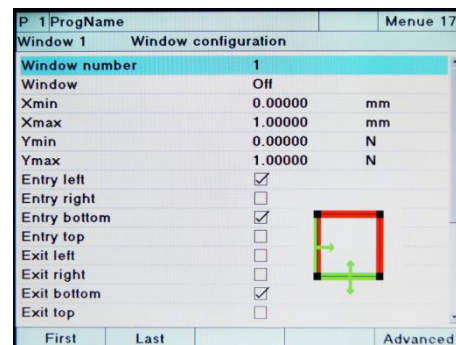 P 1 ProgName Menue 17
Window 1 Window configuration
Window number 1
Window Off
Xmin 0.00000 mm
Xmax 1.00000 mm
Ymin 0.00000 N
Ymax 1.00000 N
Entry left
Entry right
Entry bottom
Entry top
Exit left
Exit right
Exit bottom
Exit top
First Last Advanced